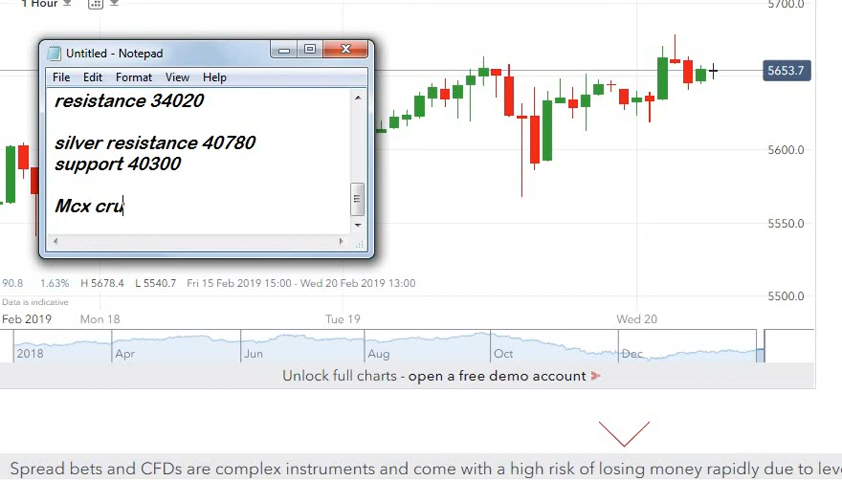 1 Hour
5700.0
Untitled - Notepad
5653.7
File Edit Format View Help
resistance 34020
silver resistance 40780
5600.0
support 40300
Mcx cru
5550.0
90.8 1.63% H 5678.4 L 5540.7 Fri 15 Feb 2019 15:00 - Wed 20 Feb 2019 13:00
5500.0
Data is indicative
Feb 2019 Mon 18 Tue 19 Wed 20
2018 Apr Jun Aug Oct Dec
Unlock full charts - open a free demo account >
Spread bets and CFDs are complex instruments and come with a high risk of losing money rapidly due to leve